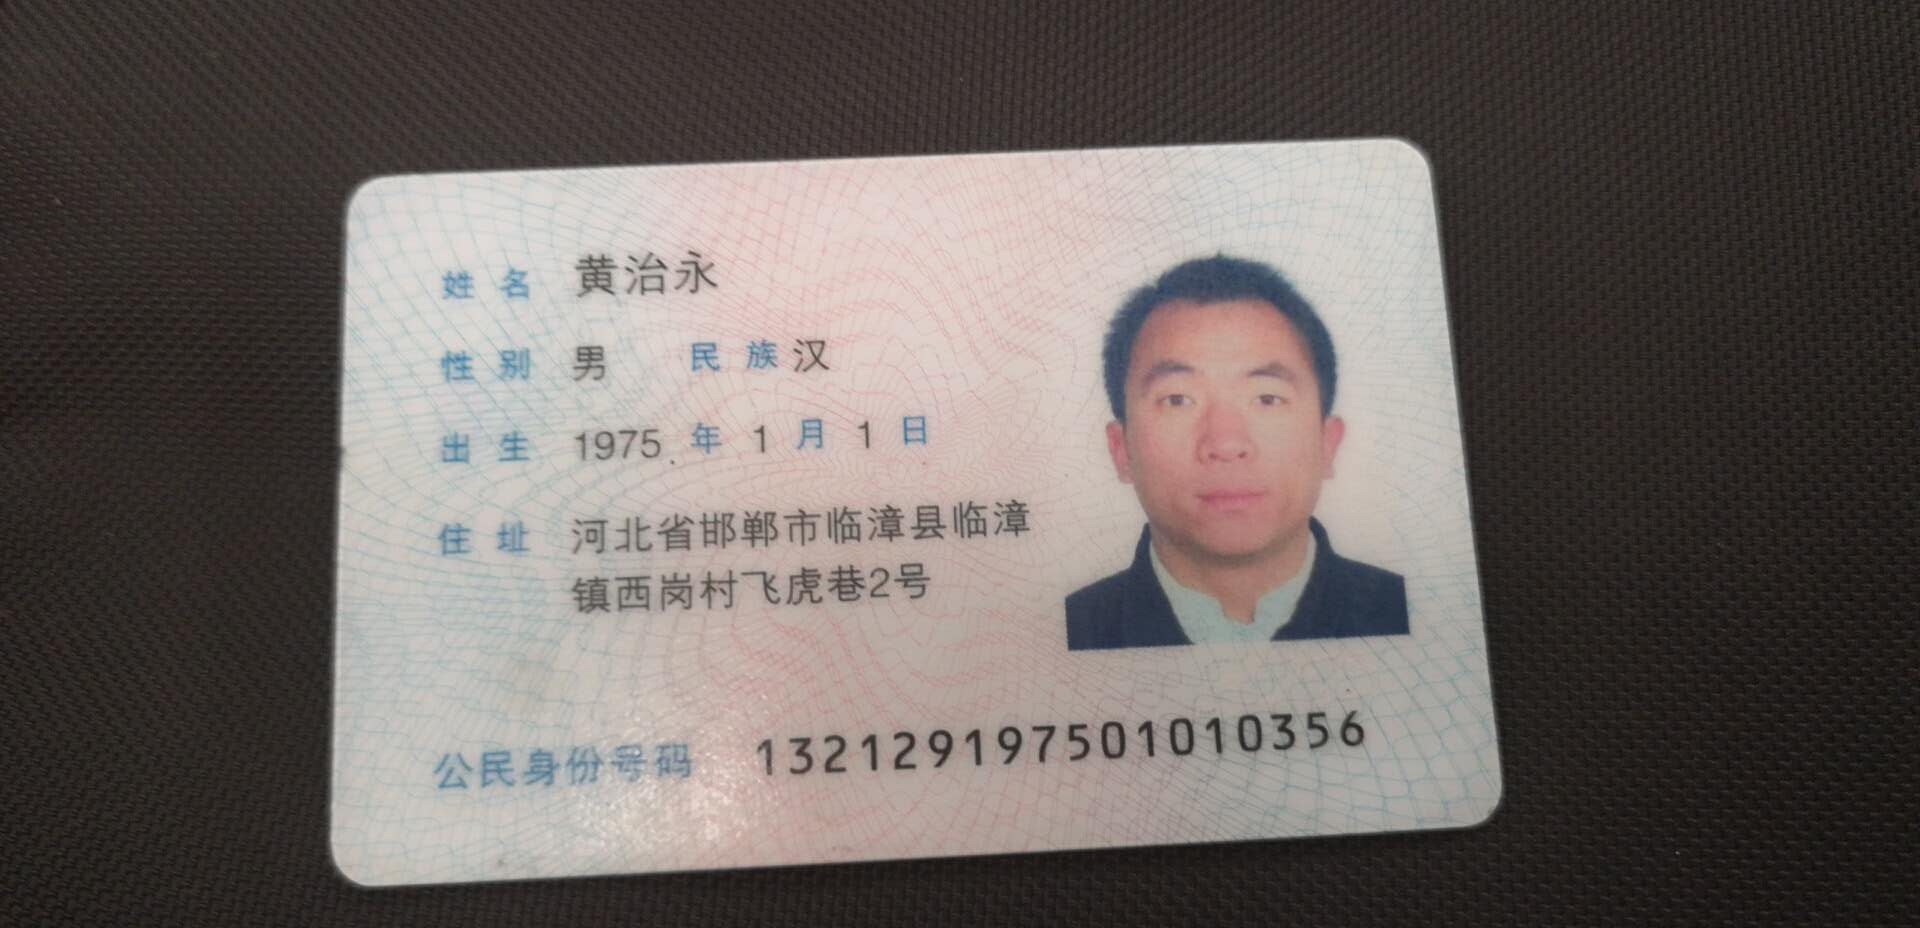 姓名 黄治永
性别 男 民族 汉
出生 1975 年 1 月 1 日
住址 河北省邯郸市临漳县临漳
镇西岗村飞虎巷2号
公民身份号码 132129197501010356